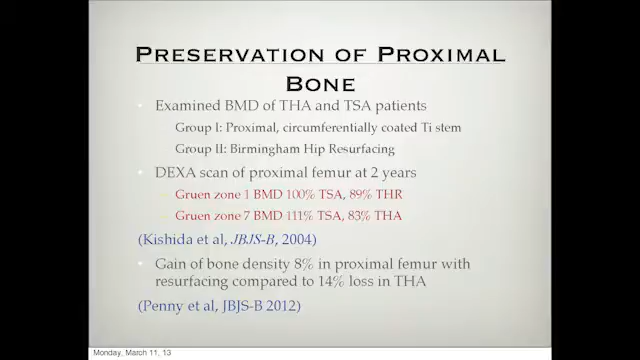 PRESERVATION OF PROXIMAL
BONE
• Examined BMD of THA and TSA patients
– Group I: Proximal, circumferentially coated Ti stem
Group II: Birmingham Hip Resurfacing
• DEXA scan of proximal femur at 2 years
– Gruen zone 1 BMD 100% TSA, 89% THR
– Gruen zone 7 BMD 111% TSA, 83% THA
(Kishida et al, JBJS-B, 2004)
• Gain of bone density 8% in proximal femur with
resurfacing compared to 14% loss in THA
(Penny et al, JBJS-B 2012)
Monday, March 11, 13